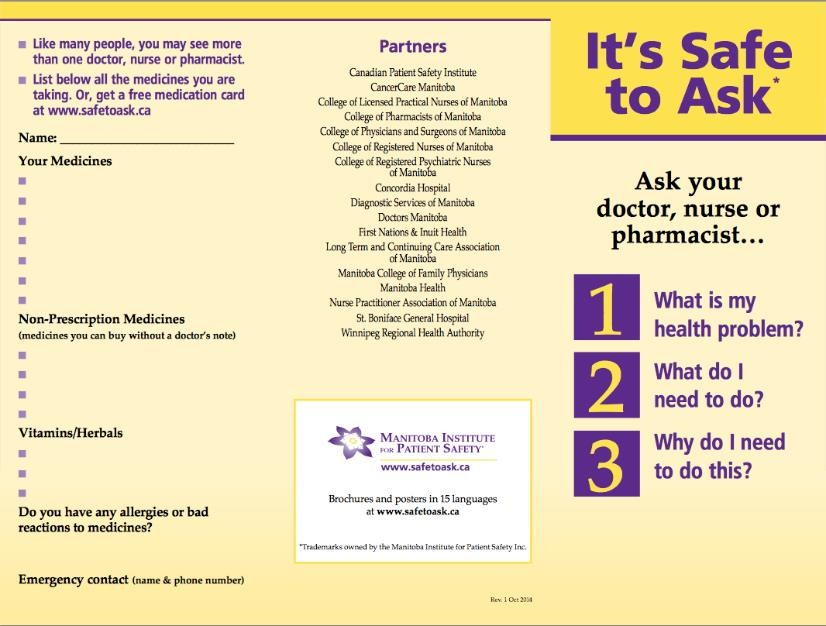 Like many people, you may see more
than one doctor, nurse or pharmacist.
List below all the medicines you are
taking. Or, get a free medication card
at www.safetoask.ca
Name: ___________________________
Your Medicines
Non-Prescription Medicines
(medicines you can buy without a doctor's note)
Vitamins/Herbals
Do you have any allergies or bad
reactions to medicines?
Emergency contact (name & phone number)
Partners
Canadian Patient Safety Institute
CancerCare Manitoba
College of Licensed Practical Nurses of Manitoba
College of Pharmacists of Manitoba
College of Physicians and Surgeons of Manitoba
College of Registered Nurses of Manitoba
College of Registered Psychiatric Nurses
of Manitoba
Concordia Hospital
Diagnostic Services of Manitoba
Doctors Manitoba
First Nations & Inuit Health
Long Term and Continuing Care Association
of Manitoba
Manitoba College of Family Physicians
Manitoba Health
Nurse Practitioner Association of Manitoba
St. Boniface General Hospital
Winnipeg Regional Health Authority
MANITOBA INSTITUTE
FOR PATIENT SAFETY*
www.safetoask.ca
Brochures and posters in 15 languages
at www.safetoask.ca
*Trademarks owned by the Manitoba Institute for Patient Safety Inc.
Rev. 1 Oct 2014
It's Safe
to Ask*
Ask your
doctor, nurse or
pharmacist...
1 What is my
health problem?
2 What do I
need to do?
3 Why do I need
to do this?